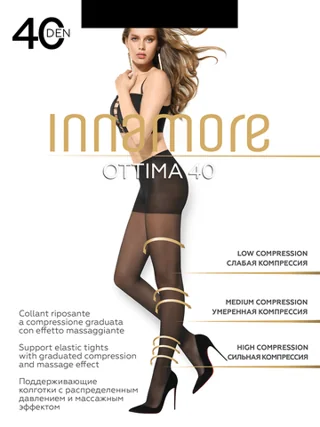 40 DEN
Innamore
OTTIMA 40
LOW COMPRESSION
СЛАБАЯ КОМПРЕССИЯ
MEDIUM COMPRESSION
УМЕРЕННАЯ КОМПРЕССИЯ
HIGH COMPRESSION
СИЛЬНАЯ КОМПРЕССИЯ
Collant riposante
a compressione graduata
con effetto massaggiante
Support elastic tights
with graduated compression
and massage effect
Поддерживающие
колготки с распределенным
давлением и массажным
эффектом